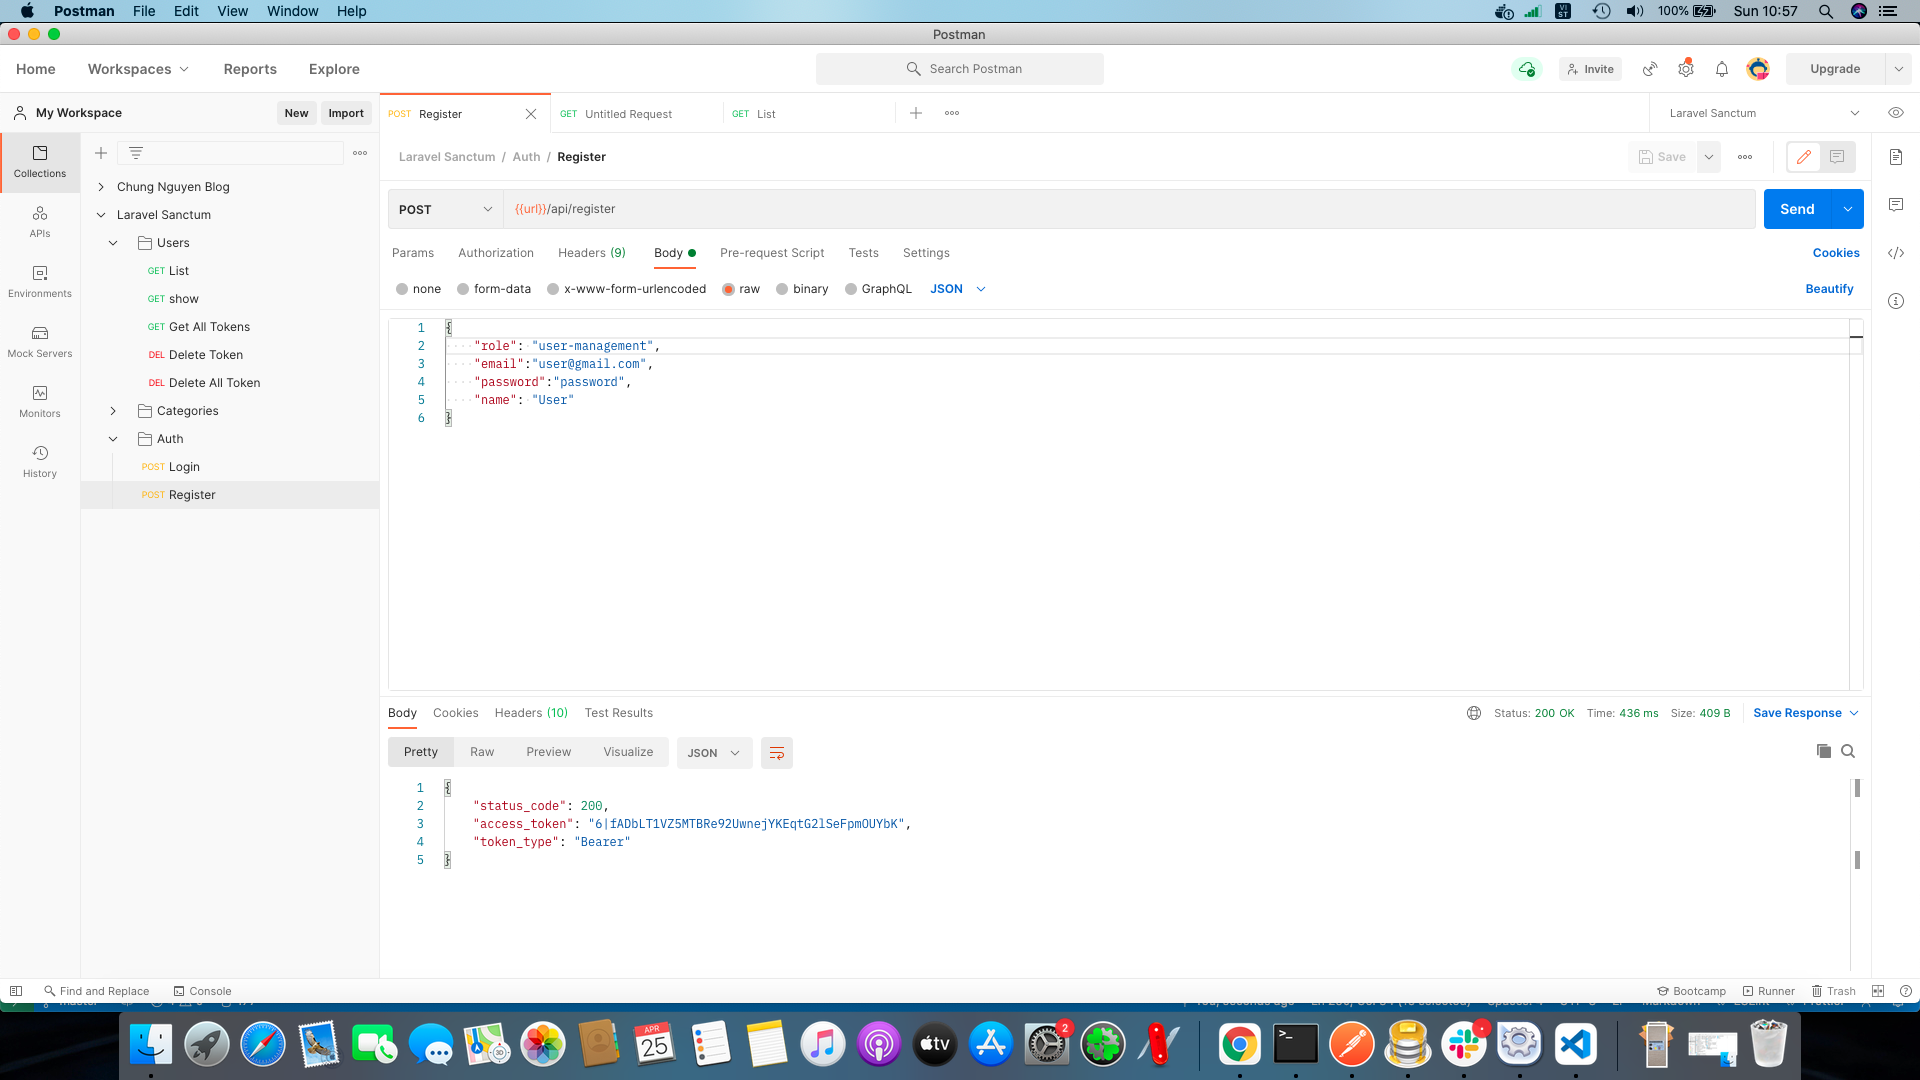 Postman File Edit View Window Help
VI
ST
100% Sun 10:57
Postman
Home Workspaces Reports Explore
Search Postman
Invite
Upgrade
My Workspace New Import
POST Register
GET Untitled Request
GET List
Laravel Sanctum
Collections
APIs
Environments
Mock Servers
Monitors
History
Chung Nguyen Blog
Laravel Sanctum
Users
GET List
GET show
GET Get All Tokens
DEL Delete Token
DEL Delete All Token
Categories
Auth
POST Login
POST Register
Laravel Sanctum / Auth / Register
Save
POST {{url}}/api/register Send
Params Authorization Headers (9) Body Pre-request Script Tests Settings Cookies
none form-data x-www-form-urlencoded raw binary GraphQL JSON Beautify
1 {
2 "role": "user-management",
3 "email":"user@gmail.com",
4 "password":"password",
5 "name": "User"
6 }
Body Cookies Headers (10) Test Results
Status: 200 OK Time: 436 ms Size: 409 B Save Response
Pretty Raw Preview Visualize JSON
1 {
2 "status_code": 200,
3 "access_token": "6|fADbLT1VZ5MTBRe92UwnejYKEqtG2lSeFpmOUYbK",
4 "token_type": "Bearer"
5 }
Find and Replace Console
Bootcamp Runner Trash
APR
25
3D
tv
2